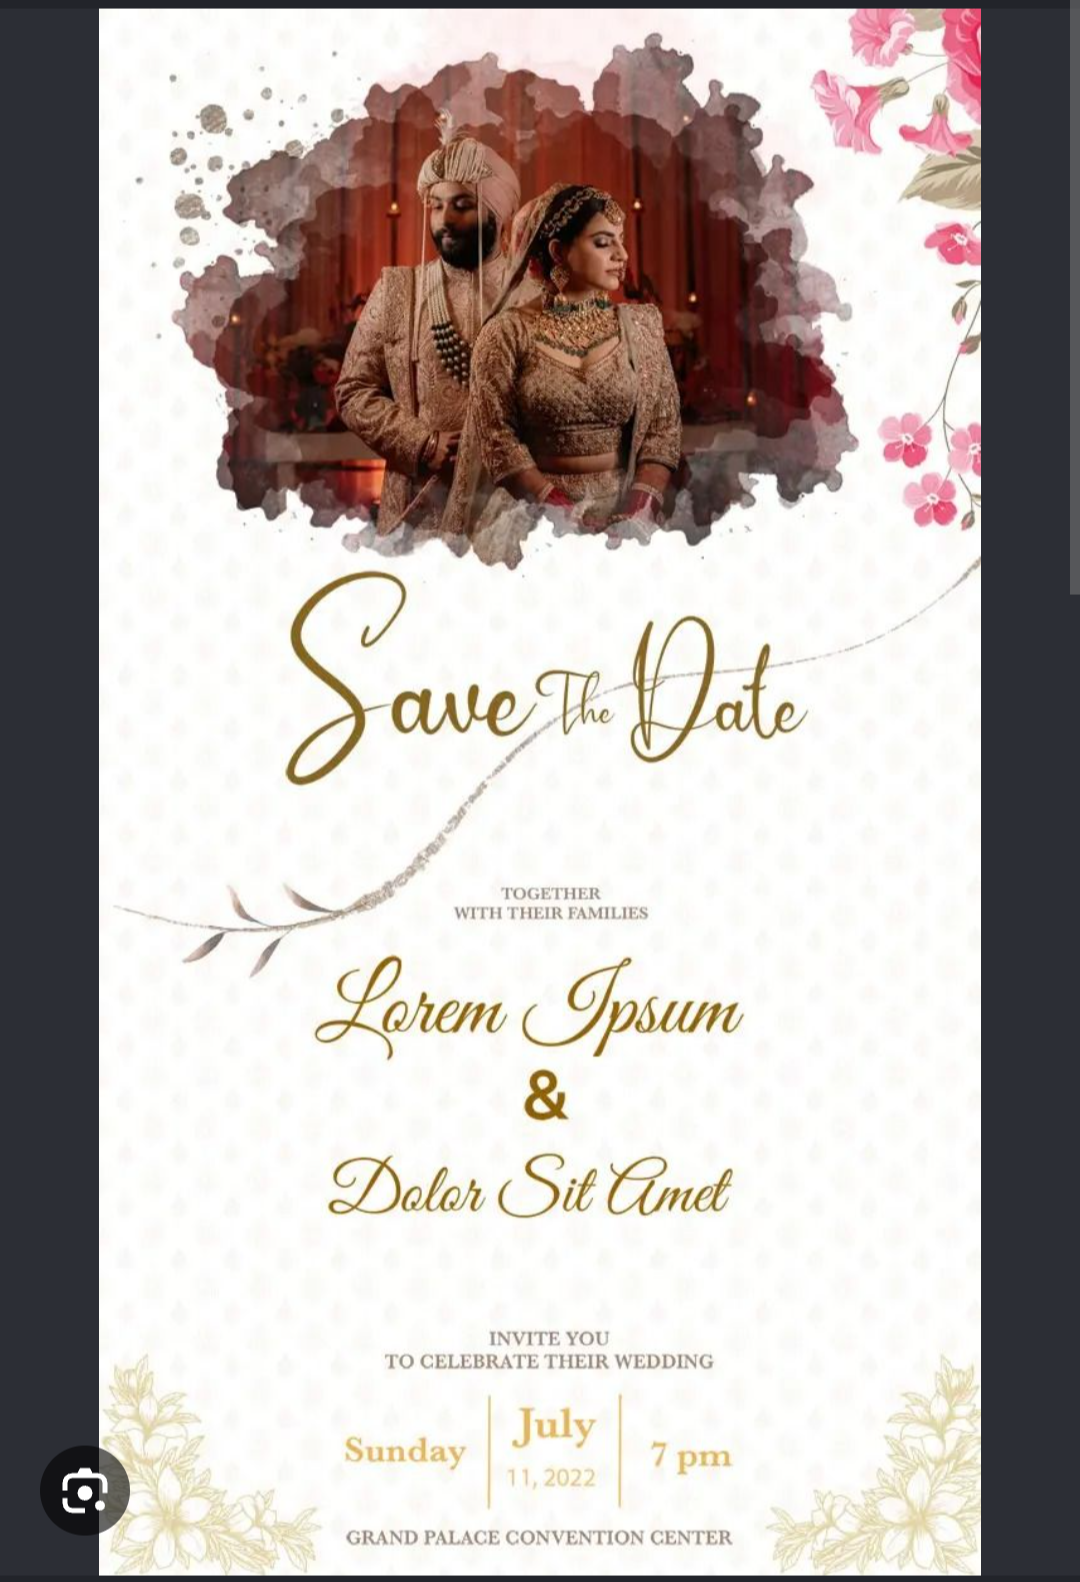 Save The Date
TOGETHER
WITH THEIR FAMILIES
Lorem Ipsum
&
Dolor Sit Amet
INVITE YOU
TO CELEBRATE THEIR WEDDING
Sunday
July
11, 2022
7 pm
GRAND PALACE CONVENTION CENTER